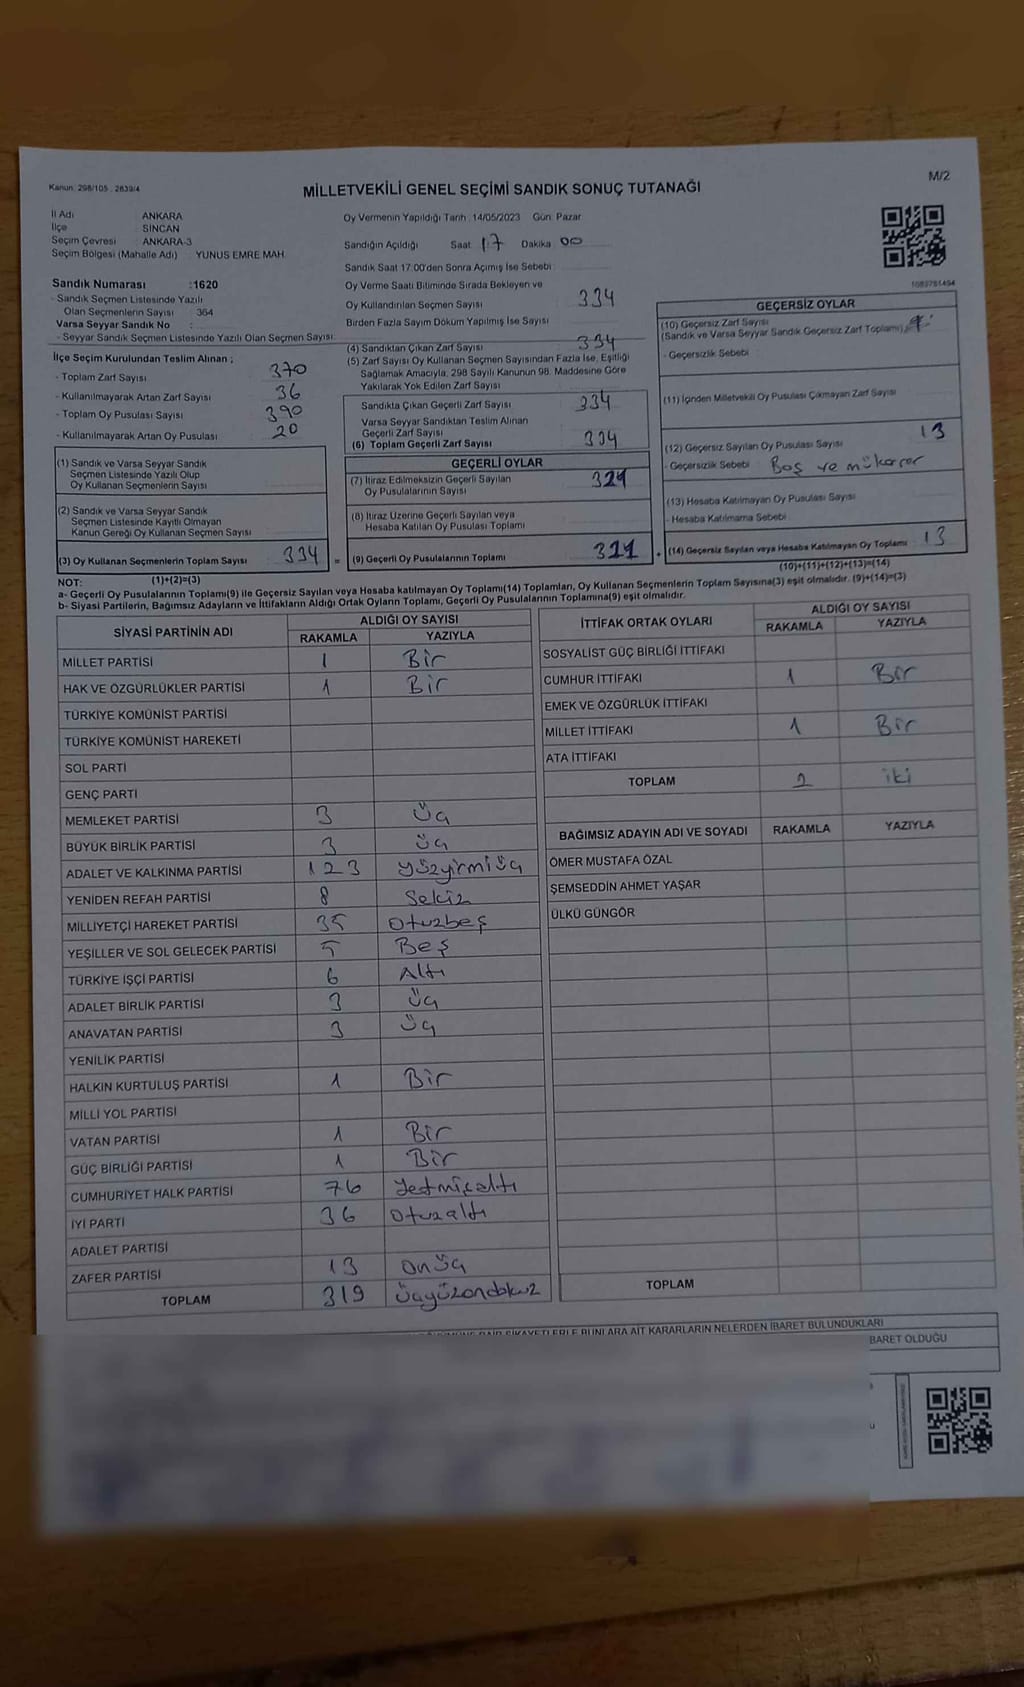 Kanun: 298/105 - 2839/4
MİLLETVEKİLİ GENEL SEÇİMİ SANDIK SONUÇ TUTANAĞI
M/2
İl Adı ANKARA
İlçe SİNCAN
Seçim Çevresi ANKARA-3
Seçim Bölgesi (Mahalle Adı) YUNUS EMRE MAH.
Oy Vermenin Yapıldığı Tarih : 14/05/2023 Gün: Pazar
Sandığın Açıldığı Saat 17 Dakika 00
Sandık Saat 17:00'den Sonra Açımış İse Sebebi :
Sandık Numarası :1620
- Sandık Seçmen Listesinde Yazılı
Olan Seçmenlerin Sayısı : 364
Varsa Seyyar Sandık No :
- Seyyar Sandık Seçmen Listesinde Yazılı Olan Seçmen Sayısı:
Oy Verme Saati Bitiminde Sırada Bekleyen ve
Oy Kullandırılan Seçmen Sayısı 334
Birden Fazla Sayım Döküm Yapılmış İse Sayısı
İlçe Seçim Kurulundan Teslim Alınan ;
- Toplam Zarf Sayısı 370
- Kullanılmayarak Artan Zarf Sayısı 36
- Toplam Oy Pusulası Sayısı 390
- Kullanılmayarak Artan Oy Pusulası 20
(4) Sandıktan Çıkan Zarf Sayısı 334
(5) Zarf Sayısı Oy Kullanan Seçmen Sayısından Fazla İse, Eşitliği
Sağlamak Amacıyla, 298 Sayılı Kanunun 98. Maddesine Göre
Yakılarak Yok Edilen Zarf Sayısı
Sandıkta Çıkan Geçerli Zarf Sayısı 334
Varsa Seyyar Sandıktan Teslim Alınan
Geçerli Zarf Sayısı
(6) Toplam Geçerli Zarf Sayısı 334
(1) Sandık ve Varsa Seyyar Sandık
Seçmen Listesinde Yazılı Olup
Oy Kullanan Seçmenlerin Sayısı
(2) Sandık ve Varsa Seyyar Sandık
Seçmen Listesinde Kayıtlı Olmayan
Kanun Gereği Oy Kullanan Seçmen Sayısı
(3) Oy Kullanan Seçmenlerin Toplam Sayısı 334 =
GEÇERLİ OYLAR
(7) İtiraz Edilmeksizin Geçerli Sayılan
Oy Pusulalarının Sayısı 321
(8) İtiraz Üzerine Geçerli Sayılan veya
Hesaba Katılan Oy Pusulası Toplamı
(9) Geçerli Oy Pusulalarının Toplamı 321 +
1083781494
GEÇERSİZ OYLAR
(10) Geçersiz Zarf Sayısı
(Sandık ve Varsa Seyyar Sandık Geçersiz Zarf Toplamı)
- Geçersizlik Sebebi :
(11) İçinden Milletvekili Oy Pusulası Çıkmayan Zarf Sayısı
(12) Geçersiz Sayılan Oy Pusulası Sayısı 13
- Geçersizlik Sebebi : Boş ve mükerrer
(13) Hesaba Katılmayan Oy Pusulası Sayısı
- Hesaba Katılmama Sebebi :
(14) Geçersiz Sayılan veya Hesaba Katılmayan Oy Toplamı 13
(1)+(2)=(3)
(10)+(11)+(12)+(13)=(14)
NOT:
a- Geçerli Oy Pusulalarının Toplamı(9) ile Geçersiz Sayılan veya Hesaba katılmayan Oy Toplamı(14) Toplamları, Oy Kullanan Seçmenlerin Toplam Sayısına(3) eşit olmalıdır. (9)+(14)=(3)
b- Siyasi Partilerin, Bağımsız Adayların ve İttifakların Aldığı Ortak Oyların Toplamı, Geçerli Oy Pusulalarının Toplamına(9) eşit olmalıdır.
SİYASİ PARTİNİN ADI
ALDIĞI OY SAYISI
RAKAMLA YAZIYLA
MİLLET PARTİSİ 1 Bir
HAK VE ÖZGÜRLÜKLER PARTİSİ 1 Bir
TÜRKİYE KOMÜNİST PARTİSİ
TÜRKİYE KOMÜNİST HAREKETİ
SOL PARTİ
GENÇ PARTİ
MEMLEKET PARTİSİ 3 Üç
BÜYÜK BİRLİK PARTİSİ 3 Üç
ADALET VE KALKINMA PARTİSİ 123 Yüzyirmiüç
YENİDEN REFAH PARTİSİ 8 Sekiz
MİLLİYETÇİ HAREKET PARTİSİ 35 Otuzbeş
YEŞİLLER VE SOL GELECEK PARTİSİ 5 Beş
TÜRKİYE İŞÇİ PARTİSİ 6 Altı
ADALET BİRLİK PARTİSİ 3 Üç
ANAVATAN PARTİSİ 3 Üç
YENİLİK PARTİSİ
HALKIN KURTULUŞ PARTİSİ 1 Bir
MİLLİ YOL PARTİSİ
VATAN PARTİSİ 1 Bir
GÜÇ BİRLİĞİ PARTİSİ 1 Bir
CUMHURİYET HALK PARTİSİ 76 Yetmişaltı
İYİ PARTİ 36 Otuzaltı
ADALET PARTİSİ
ZAFER PARTİSİ 13 Onüç
TOPLAM 319 Üçyüzondokuz
İTTİFAK ORTAK OYLARI
ALDIĞI OY SAYISI
RAKAMLA YAZIYLA
SOSYALİST GÜÇ BİRLİĞİ İTTİFAKI
CUMHUR İTTİFAKI 1 Bir
EMEK VE ÖZGÜRLÜK İTTİFAKI
MİLLET İTTİFAKI 1 Bir
ATA İTTİFAKI
TOPLAM 2 iki
BAĞIMSIZ ADAYIN ADI VE SOYADI RAKAMLA YAZIYLA
ÖMER MUSTAFA ÖZAL
ŞEMSEDDİN AHMET YAŞAR
ÜLKÜ GÜNGÖR
TOPLAM
BUNLARA AİT KARARLARIN NELERDEN İBARET BULUNDUKLARI
BARET OLDUĞU